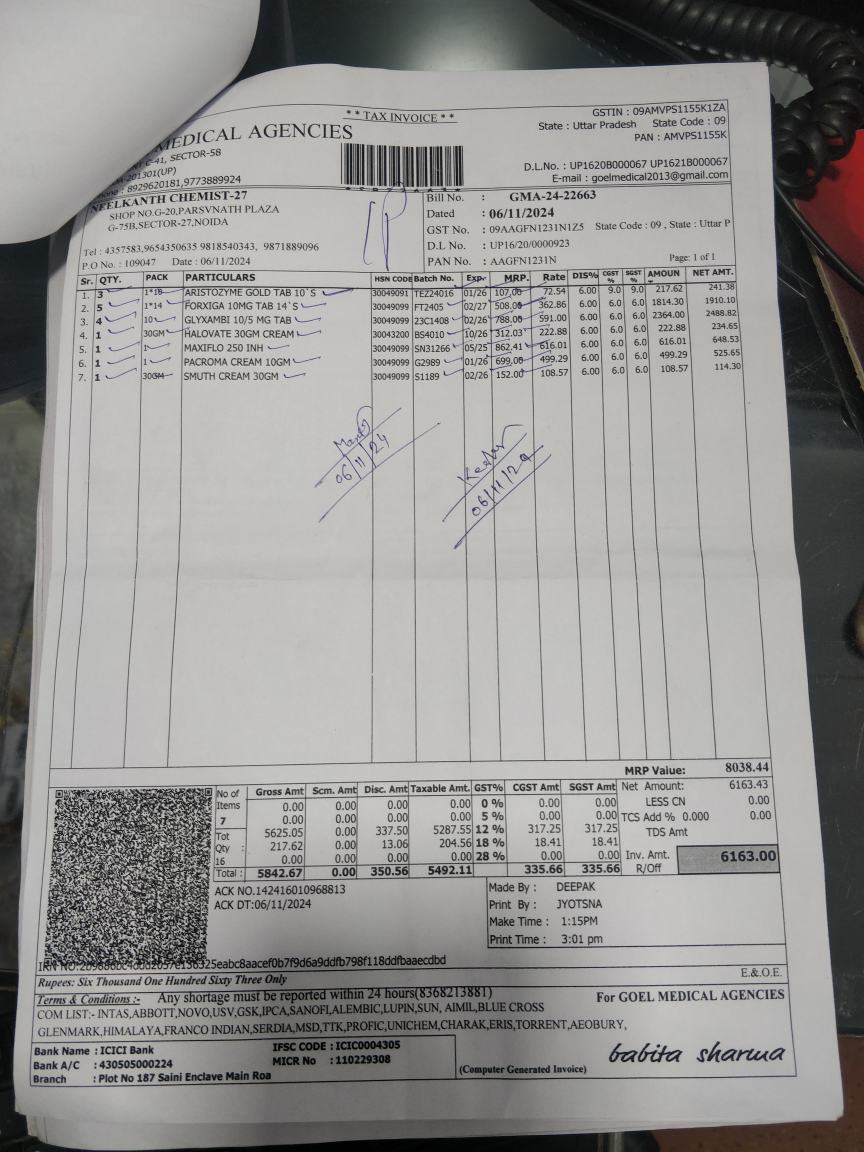 ** TAX INVOICE **
MEDICAL AGENCIES
C-41, SECTOR-58
-201301(UP)
Phone : 8929620181,9773889924
GSTIN : 09AMVPS1155K1ZA
State : Uttar Pradesh State Code : 09
PAN : AMVPS1155K
D.L.No. : UP1620B000067 UP1621B000067
E-mail : goelmedical2013@gmail.com
NEELKANTH CHEMIST-27
SHOP NO.G-20,PARSVNATH PLAZA
G-75B,SECTOR-27,NOIDA
Tel : 4357583,9654350635 9818540343, 9871889096
P.O No. : 109047 Date : 06/11/2024
Bill No. : GMA-24-22663
Dated : 06/11/2024
GST No. : 09AAGFN1231N1Z5 State Code : 09 , State : Uttar P
D.L No. : UP16/20/0000923
PAN No. : AAGFN1231N
Page: 1 of 1
Sr. QTY. PACK PARTICULARS HSN CODE Batch No. Exp. MRP. Rate DIS% CGST % SGST % AMOUN NET AMT.
1. 3 1*10 ARISTOZYME GOLD TAB 10`S 30049091 TEZ24016 01/26 107.00 72.54 6.00 9.0 9.0 217.62 241.38
2. 5 1*14 FORXIGA 10MG TAB 14`S 30049099 FT2405 02/27 508.00 362.86 6.00 6.0 6.0 1814.30 1910.10
3. 4 10 GLYXAMBI 10/5 MG TAB 30049099 23C1408 02/26 788.00 591.00 6.00 6.0 6.0 2364.00 2488.82
4. 1 30GM HALOVATE 30GM CREAM 30043200 BS4010 10/26 312.03 222.88 6.00 6.0 6.0 222.88 234.65
5. 1 1 MAXIFLO 250 INH 30049099 SN31266 05/25 862.41 616.01 6.00 6.0 6.0 616.01 648.53
6. 1 1 PACROMA CREAM 10GM 30049099 G2989 01/26 699.00 499.29 6.00 6.0 6.0 499.29 525.65
7. 1 30GM SMUTH CREAM 30GM 30049099 S1189 02/26 152.00 108.57 6.00 6.0 6.0 108.57 114.30
06/11/24
06/11/24
MRP Value: 8038.44
No of Items 7
Tot Qty : 16
Gross Amt Scm. Amt Disc. Amt Taxable Amt. GST% CGST Amt SGST Amt
0.00 0.00 0.00 0.00 0 % 0.00 0.00
0.00 0.00 0.00 0.00 5 % 0.00 0.00
5625.05 0.00 337.50 5287.55 12 % 317.25 317.25
217.62 0.00 13.06 204.56 18 % 18.41 18.41
0.00 0.00 0.00 0.00 28 % 0.00 0.00
Total : 5842.67 0.00 350.56 5492.11 335.66 335.66
Net Amount: 6163.43
LESS CN 0.00
TCS Add % 0.000 0.00
TDS Amt
Inv. Amt. 6163.00
R/Off
ACK NO.142416010968813
ACK DT:06/11/2024
Made By : DEEPAK
Print By : JYOTSNA
Make Time : 1:15PM
Print Time : 3:01 pm
E.&O.E.
Rupees: Six Thousand One Hundred Sixty Three Only
Terms & Conditions :- Any shortage must be reported within 24 hours(8368213881)
COM LIST:- INTAS,ABBOTT,NOVO,USV,GSK,IPCA,SANOFI,ALEMBIC,LUPIN,SUN, AIMIL,BLUE CROSS
GLENMARK,HIMALAYA,FRANCO INDIAN,SERDIA,MSD,TTK,PROFIC,UNICHEM,CHARAK,ERIS,TORRENT,AEOBURY,
For GOEL MEDICAL AGENCIES
Bank Name : ICICI Bank IFSC CODE : ICIC0004305
Bank A/C : 430505000224 MICR No : 110229308
Branch : Plot No 187 Saini Enclave Main Roa
(Computer Generated Invoice)
babita sharma